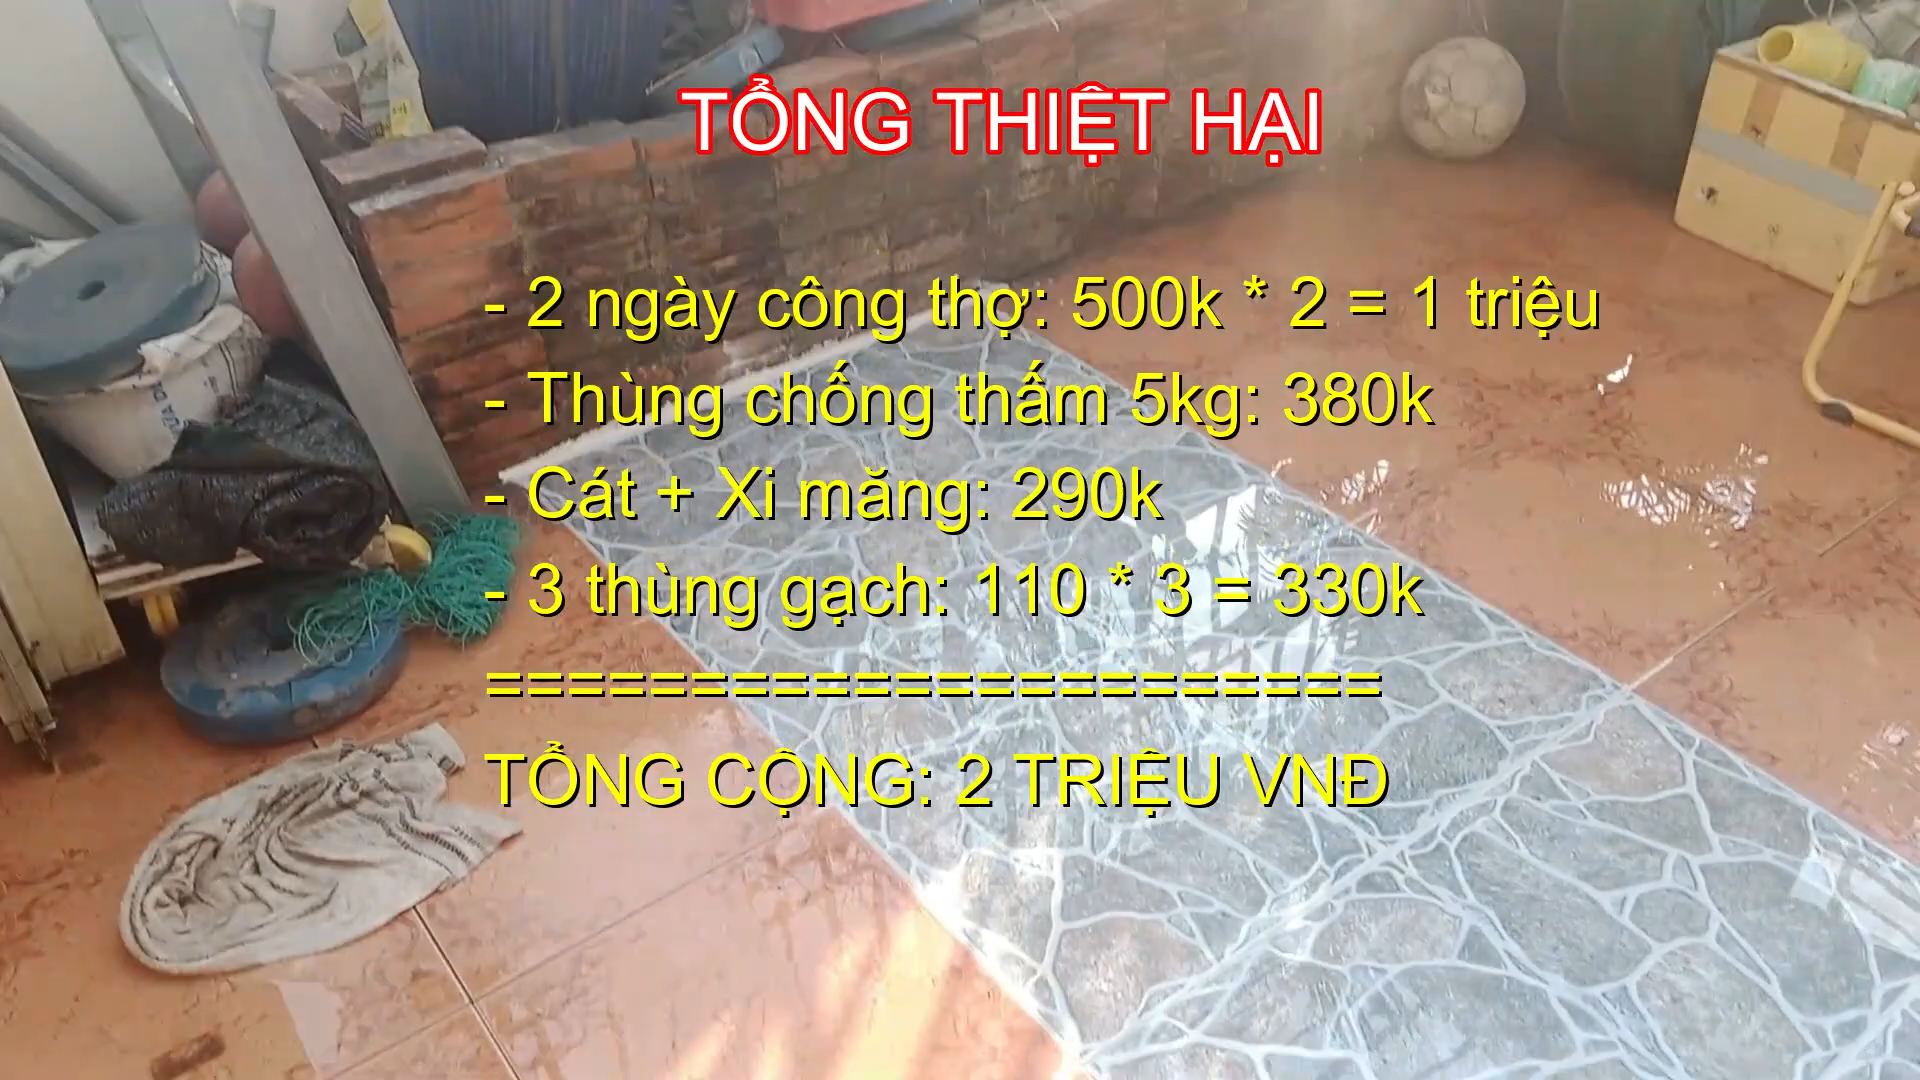 TỔNG THIỆT HẠI
- 2 ngày công thợ: 500k * 2 = 1 triệu
- Thùng chống thấm 5kg: 380k
- Cát + Xi măng: 290k
- 3 thùng gạch: 110 * 3 = 330k
======================
TỔNG CỘNG: 2 TRIỆU VNĐ